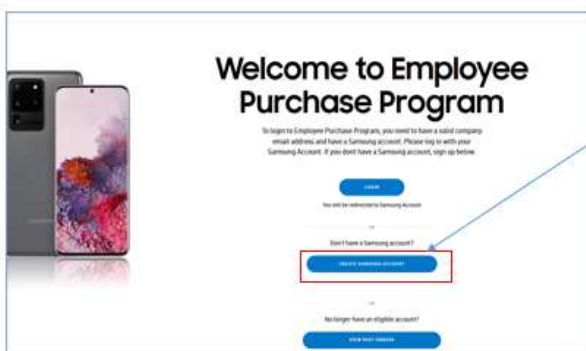 Welcome to Employee
Purchase Program
To login to Employee Purchase Program, you need to have a valid company
email address and have a Samsung account. Please log in with your
Samsung Account. If you dont have a Samsung account, sign up below.
LOGIN
You will be redirected to Samsung Account
OR
Don't have a Samsung account?
CREATE SAMSUNG ACCOUNT
OR
No longer have an eligible account?
VIEW PAST ORDERS